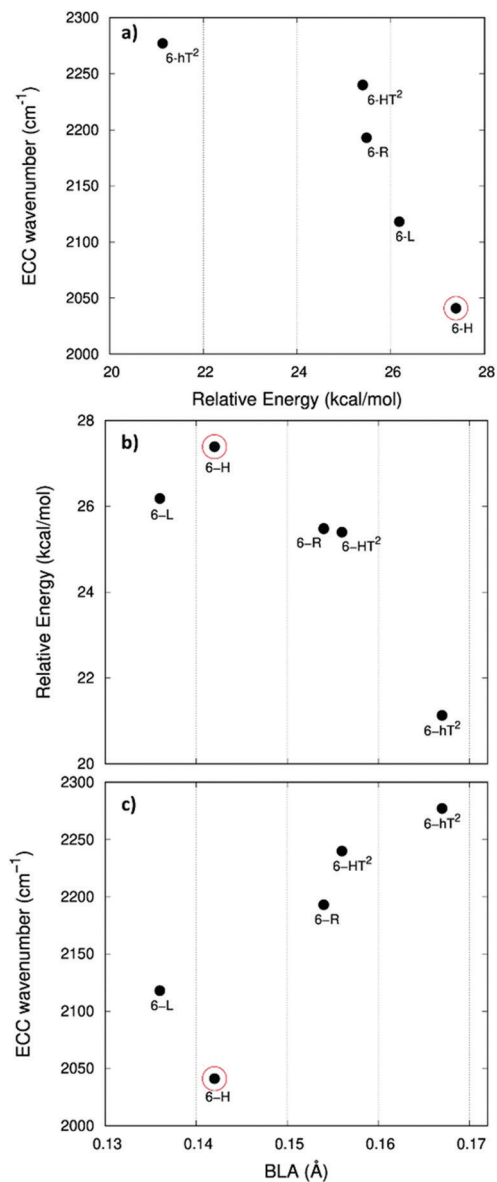 a)
ECC wavenumber (cm⁻¹)
2300
2250
2200
2150
2100
2050
2000
6-hT²
6-HT²
6-R
6-L
6-H
20 22 24 26 28
Relative Energy (kcal/mol)
b)
Relative Energy (kcal/mol)
28
26
24
22
20
6–H
6–L
6–R
6–HT²
6–hT²
c)
ECC wavenumber (cm⁻¹)
2300
2250
2200
2150
2100
2050
2000
6–hT²
6–HT²
6–R
6–L
6–H
0.13 0.14 0.15 0.16 0.17
BLA (Å)